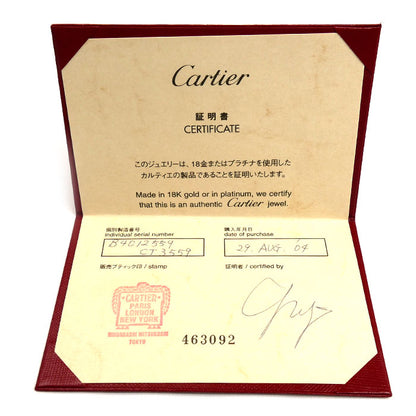 Cartier
証明書
CERTIFICATE
このジュエリーは、18金またはプラチナを使用した
カルティエの製品であることを証明いたします。
Made in 18K gold or in platinum, we certify
that this is an authentic Cartier jewel.
個別製造番号
individual serial number
B4012559
CT3559
購入年月日
date of purchase
29. AUG. '04
販売ブティック印 / stamp
証明者 / certified by
CARTIER
PARIS
LONDON
NEW YORK
NIHONBASHI MITSUKOSHI
TOKYO
463092